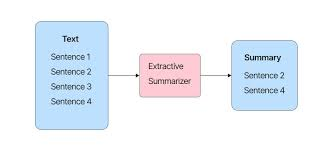 Text
Sentence 1
Sentence 2
Sentence 3
Sentence 4
Extractive
Summarizer
Summary
Sentence 2
Sentence 4